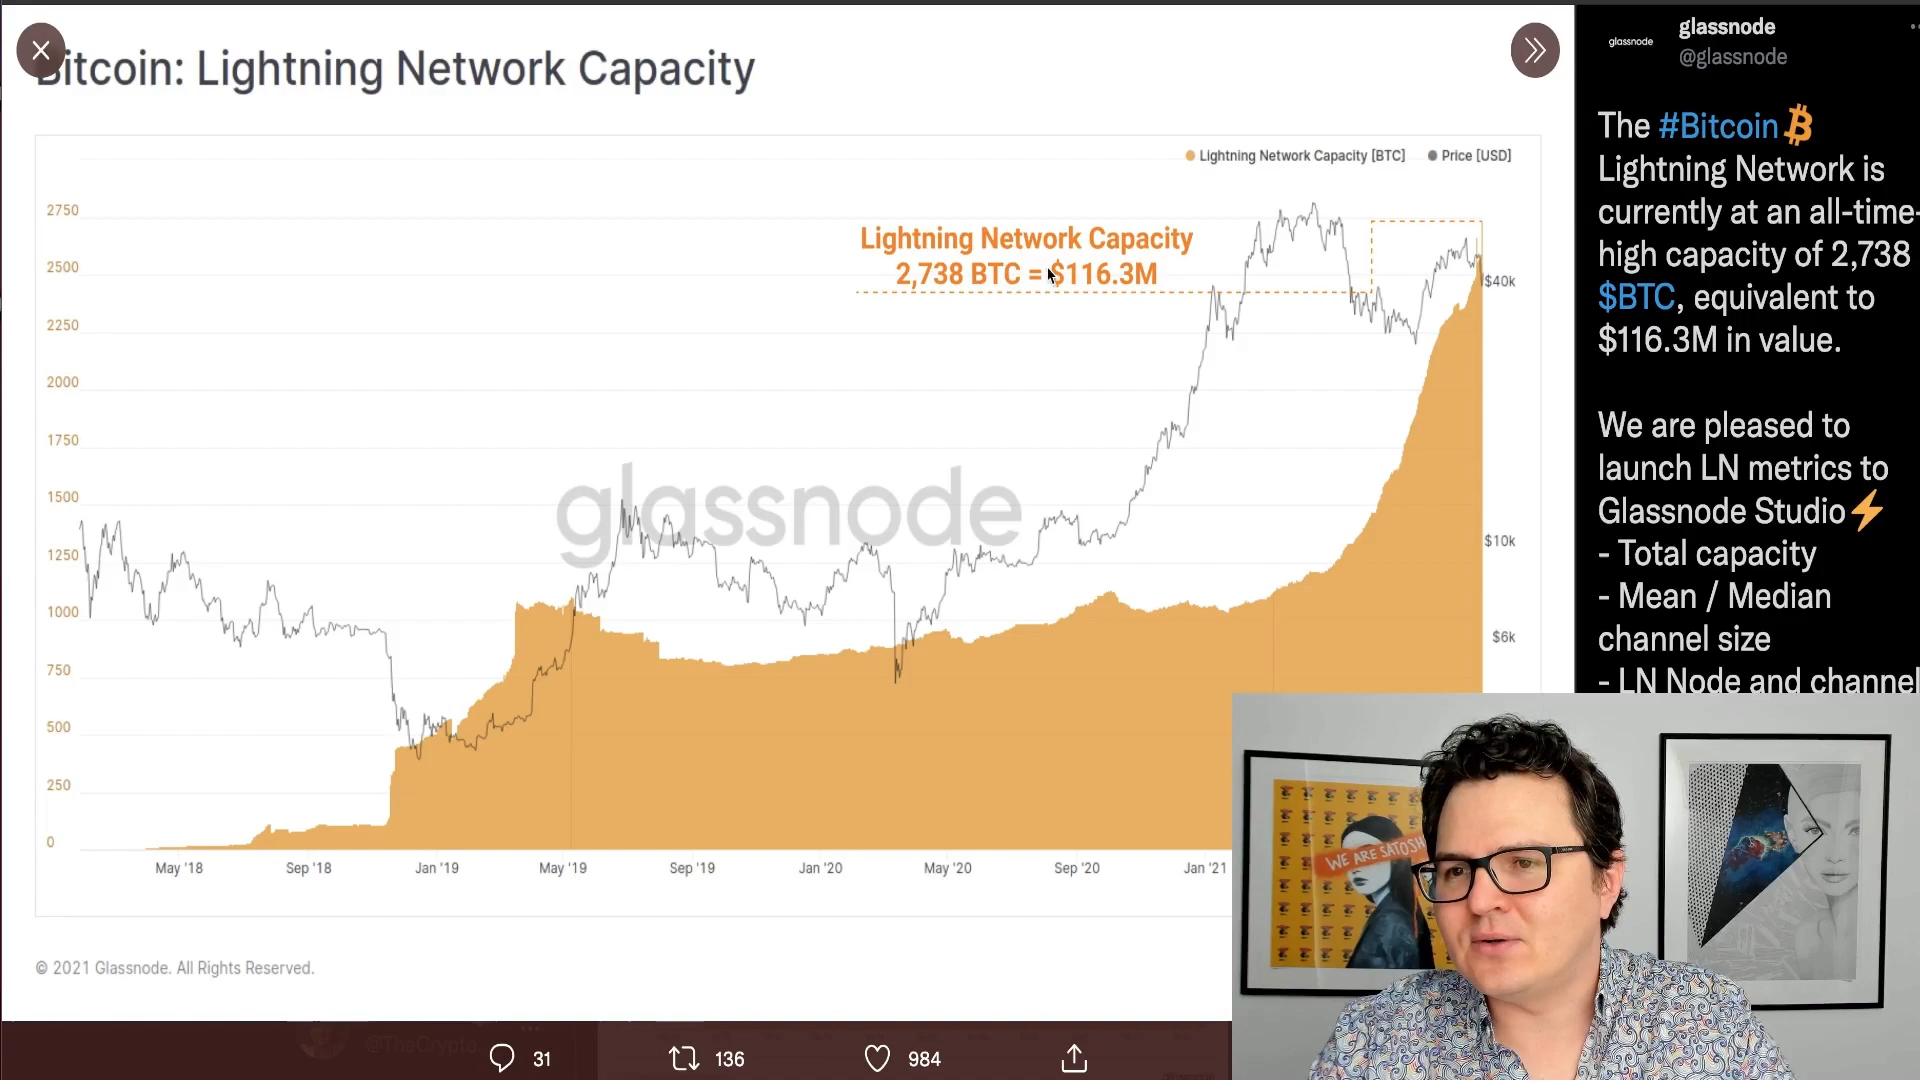 Bitcoin: Lightning Network Capacity
Lightning Network Capacity [BTC]
Price [USD]
Lightning Network Capacity
2,738 BTC = $116.3M
2750
2500
2250
2000
1750
1500
1250
1000
750
500
250
0
$40k
$10k
$6k
glassnode
May '18
Sep '18
Jan '19
May '19
Sep '19
Jan '20
May '20
Sep '20
Jan '21
© 2021 Glassnode. All Rights Reserved.
31
136
984
glassnode
glassnode
@glassnode
The #Bitcoin
Lightning Network is
currently at an all-time-
high capacity of 2,738
$BTC, equivalent to
$116.3M in value.
We are pleased to
launch LN metrics to
Glassnode Studio⚡
- Total capacity
- Mean / Median
channel size
- LN Node and channel
WE ARE SATOSH